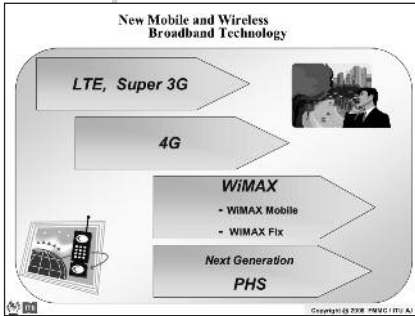 New Mobile and Wireless
Broadband Technology
LTE, Super 3G
4G
WiMAX
- WiMAX Mobile
- WIMAX Fix
Next Generation
PHS
Copyright @ 2008 FMMC / ITU AJ